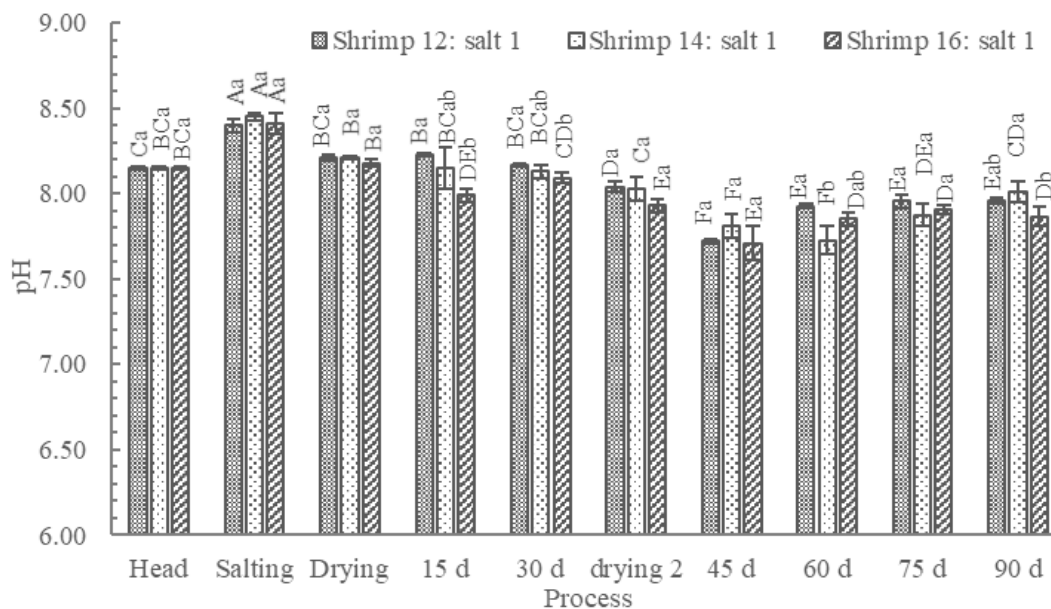 9.00
8.50
8.00
7.50
7.00
6.50
6.00
pH
Shrimp 12: salt 1 Shrimp 14: salt 1 Shrimp 16: salt 1
Ca BCa BCa
Aa Aa Aa
BCa Ba Ba
Ba BCab DEb
BCa BCab CDb
Da Ca Ea
Fa Fa Ea
Ea Fb Dab
Ea DEa Da
Eab CDa Db
Head Salting Drying 15 d 30 d drying 2 45 d 60 d 75 d 90 d
Process